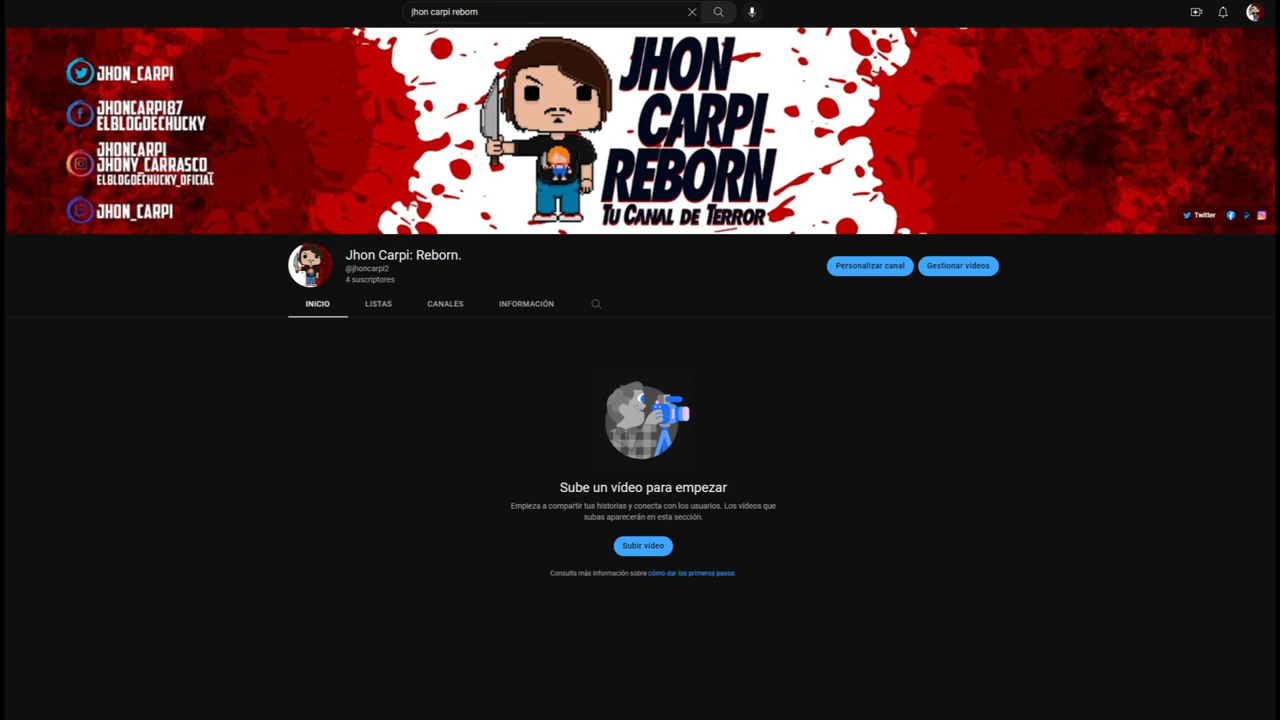 jhon carpi reborn
JHON_CARPI
JHONCARPI87
ELBLOGDECHUCKY
JHONCARPI
JHONY_CARRASCO_
ELBLOGDECHUCKY_OFICIAL
JHON_CARPI
JHON
CARPI
REBORN
TU CANAL DE TERROR
Twitter
Jhon Carpi: Reborn.
@jhoncarpi2
4 suscriptores
Personalizar canal
Gestionar vídeos
INICIO LISTAS CANALES INFORMACIÓN
Sube un vídeo para empezar
Empieza a compartir tus historias y conecta con los usuarios. Los vídeos que
subas aparecerán en esta sección.
Subir vídeo
Consulta más información sobre cómo dar los primeros pasos.